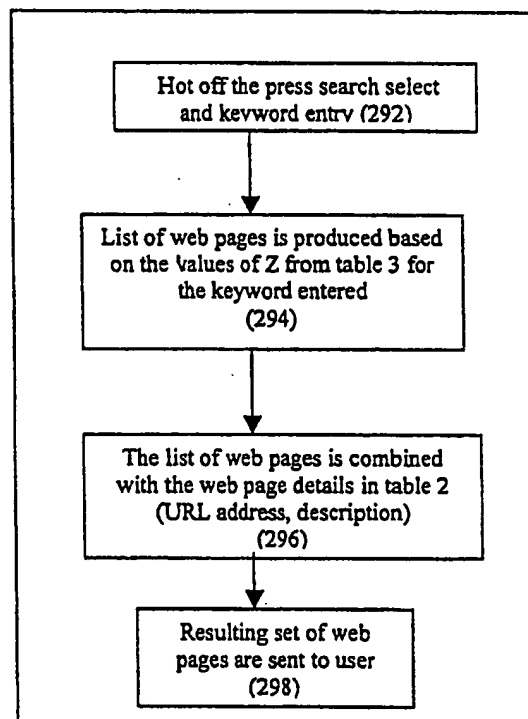 Hot off the press search select
and keyword entry (292)
List of web pages is produced based
on the values of Z from table 3 for
the keyword entered
(294)
The list of web pages is combined
with the web page details in table 2
(URL address, description)
(296)
Resulting set of web
pages are sent to user
(298)